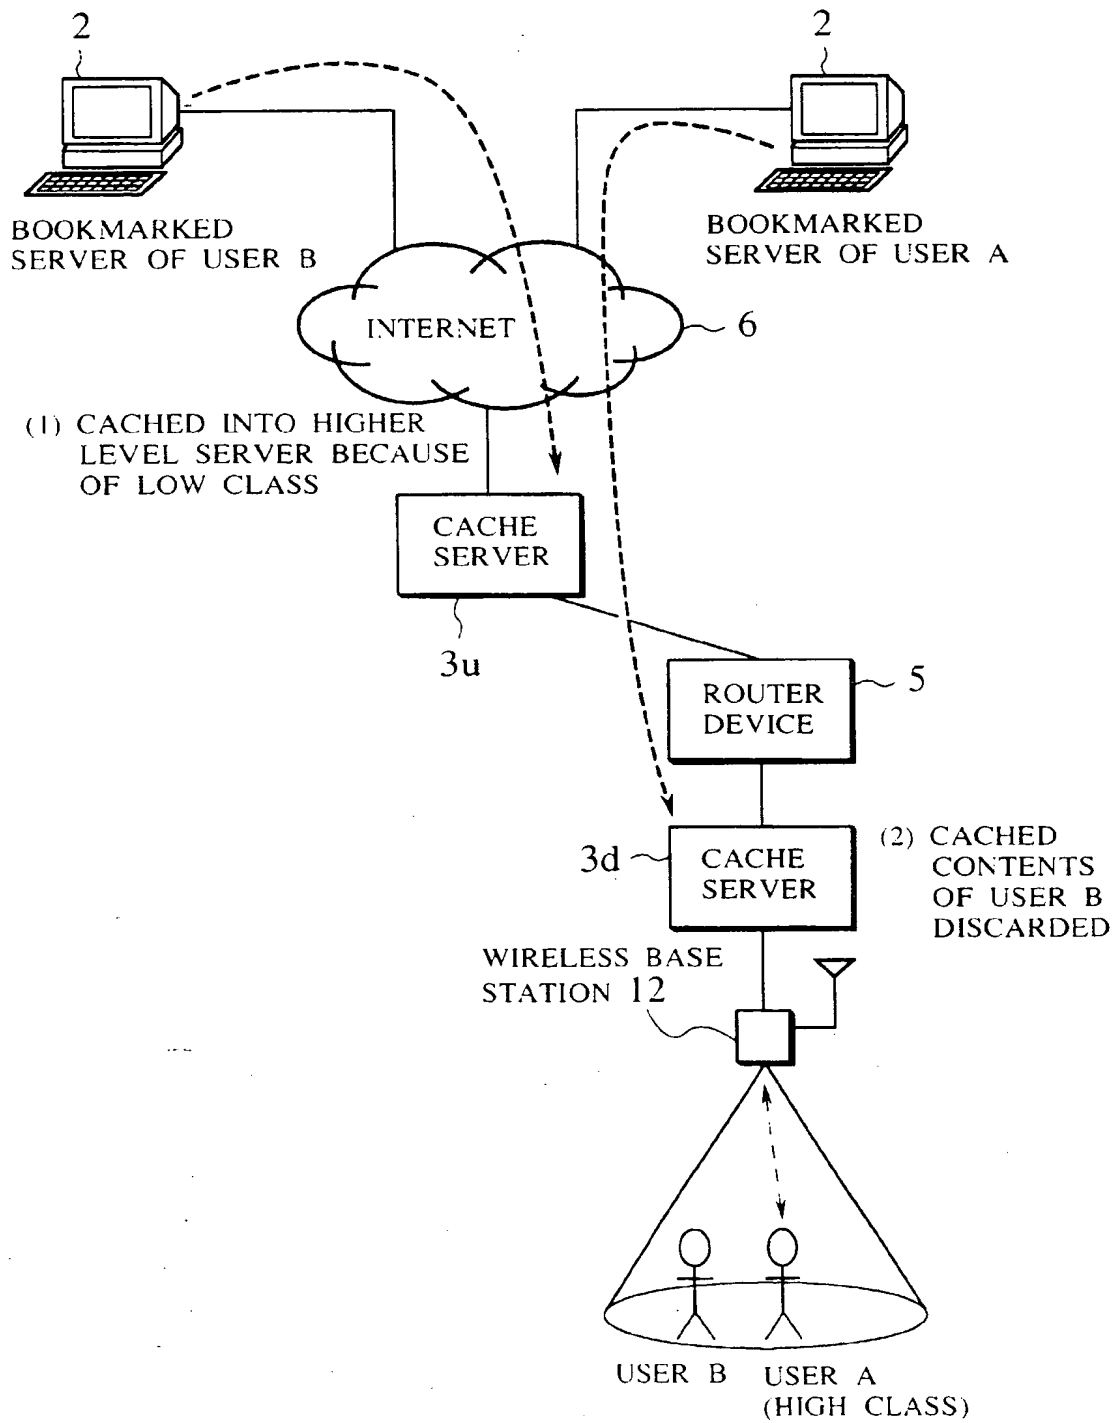 2
2
BOOKMARKED
SERVER OF USER B
BOOKMARKED
SERVER OF USER A
INTERNET
6
(1) CACHED INTO HIGHER
LEVEL SERVER BECAUSE
OF LOW CLASS
CACHE
SERVER
3u
ROUTER
DEVICE
5
3d
CACHE
SERVER
(2) CACHED
CONTENTS
OF USER B
DISCARDED
WIRELESS BASE
STATION 12
USER B
USER A
(HIGH CLASS)